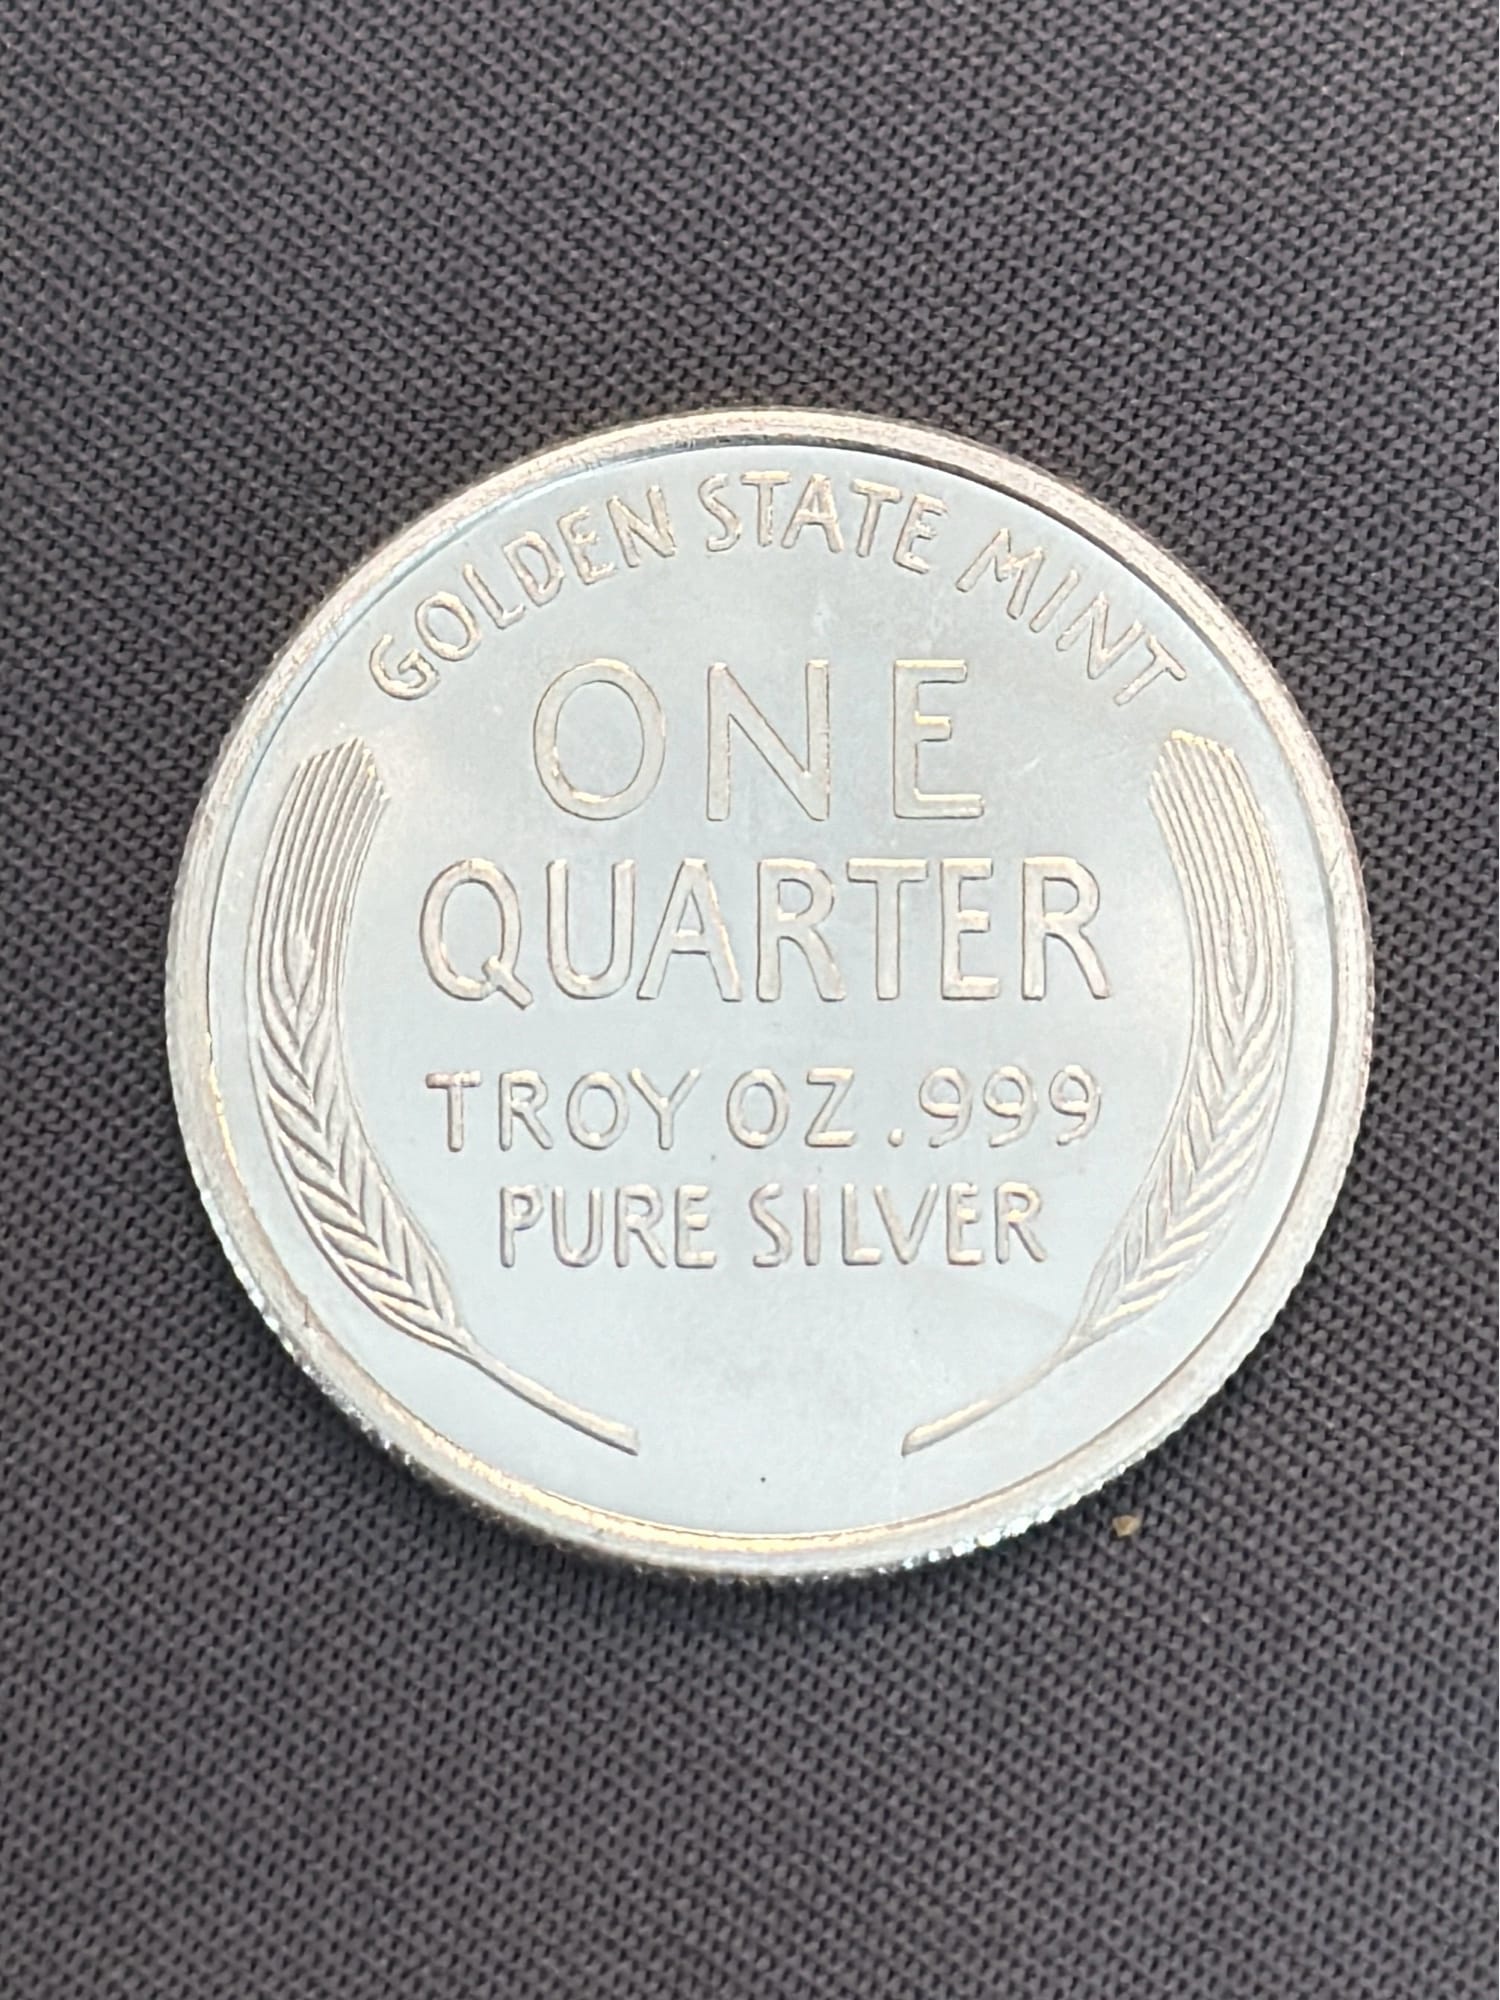 GOLDEN STATE MINT
ONE
QUARTER
TROY OZ .999
PURE SILVER